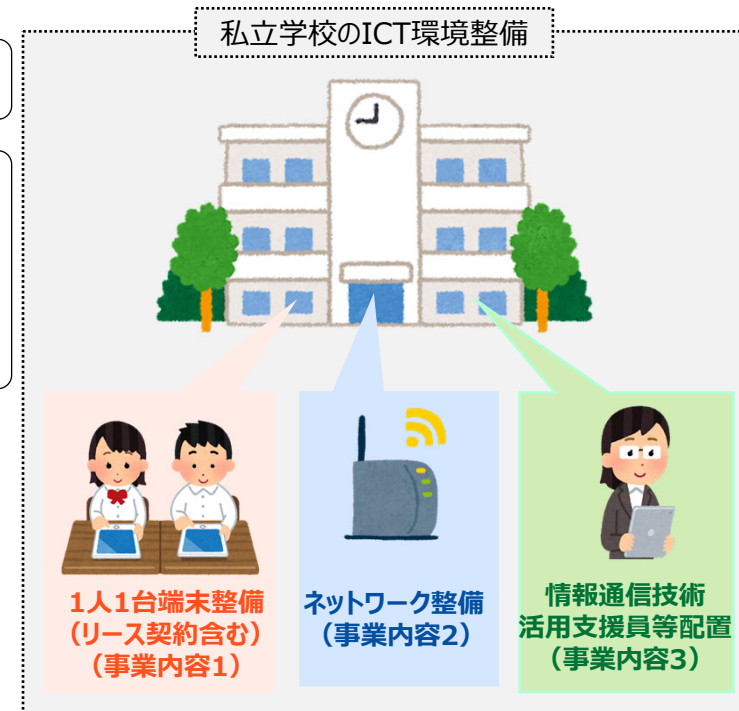 私立学校のICT環境整備
1人1台端末整備
（リース契約含む）
（事業内容1）
ネットワーク整備
（事業内容2）
情報通信技術
活用支援員等配置
（事業内容3）